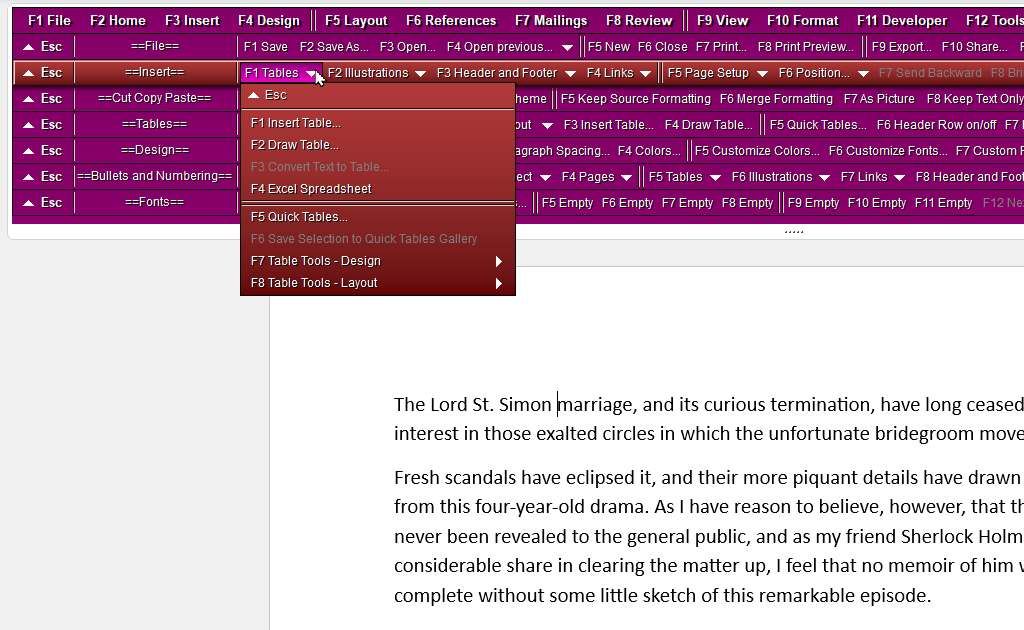 F1 File F2 Home F3 Insert F4 Design F5 Layout F6 References F7 Mailings F8 Review F9 View F10 Format F11 Developer F12 Tools
Esc ==File== F1 Save F2 Save As... F3 Open... F4 Open previous... F5 New F6 Close F7 Print... F8 Print Preview... F9 Export... F10 Share...
Esc ==Insert== F1 Tables F2 Illustrations F3 Header and Footer F4 Links F5 Page Setup F6 Position... F7 Send Backward F8 Bri
Esc ==Cut Copy Paste== heme F5 Keep Source Formatting F6 Merge Formatting F7 As Picture F8 Keep Text Only
Esc ==Tables== out F3 Insert Table... F4 Draw Table... F5 Quick Tables... F6 Header Row on/off F7
Esc ==Design== agraph Spacing... F4 Colors... F5 Customize Colors... F6 Customize Fonts... F7 Custom
Esc ==Bullets and Numbering== ect F4 Pages F5 Tables F6 Illustrations F7 Links F8 Header and Foot
Esc ==Fonts== ... F5 Empty F6 Empty F7 Empty F8 Empty F9 Empty F10 Empty F11 Empty F12 Ne
Esc
F1 Insert Table...
F2 Draw Table...
F3 Convert Text to Table...
F4 Excel Spreadsheet
F5 Quick Tables...
F6 Save Selection to Quick Tables Gallery
F7 Table Tools - Design
F8 Table Tools - Layout
The Lord St. Simon marriage, and its curious termination, have long ceased
interest in those exalted circles in which the unfortunate bridegroom move
Fresh scandals have eclipsed it, and their more piquant details have drawn
from this four-year-old drama. As I have reason to believe, however, that th
never been revealed to the general public, and as my friend Sherlock Holm
considerable share in clearing the matter up, I feel that no memoir of him w
complete without some little sketch of this remarkable episode.